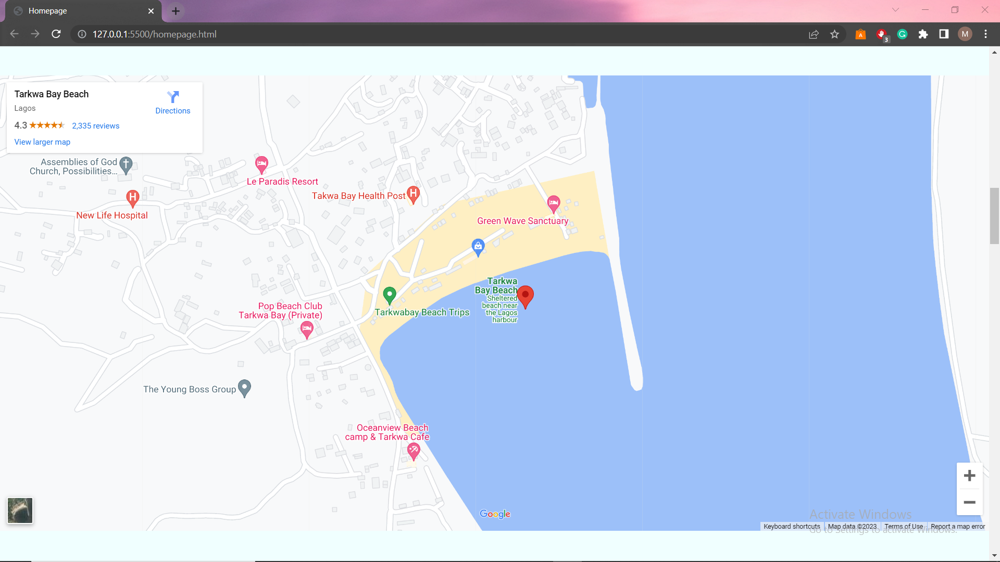 Homepage
127.0.0.1:5500/homepage.html
A
3
G
M
Tarkwa Bay Beach
Lagos
Directions
4.3
2,335 reviews
View larger map
Assemblies of God
Church, Possibilities...
Le Paradis Resort
H
Takwa Bay Health Post
H
New Life Hospital
Green Wave Sanctuary
Tarkwa
Bay Beach
Sheltered
beach near
the Lagos
harbour
Pop Beach Club
Tarkwa Bay (Private)
Tarkwabay Beach Trips
The Young Boss Group
Oceanview Beach
camp & Tarkwa Cafe
Google
Activate Windows
Go to Settings to activate Windows.
Keyboard shortcuts
Map data ©2023
Terms of Use
Report a map error